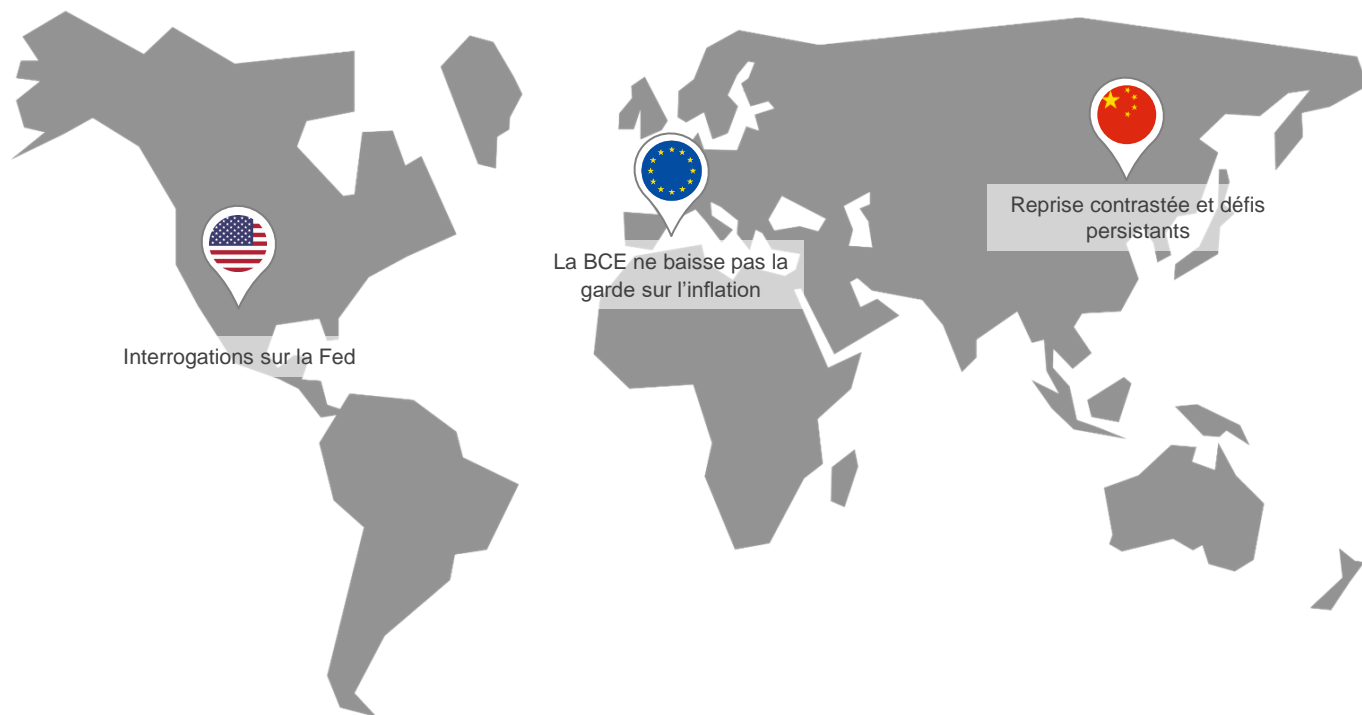 Interrogations sur la Fed
La BCE ne baisse pas la
garde sur l’inflation
Reprise contrastée et défis
persistants